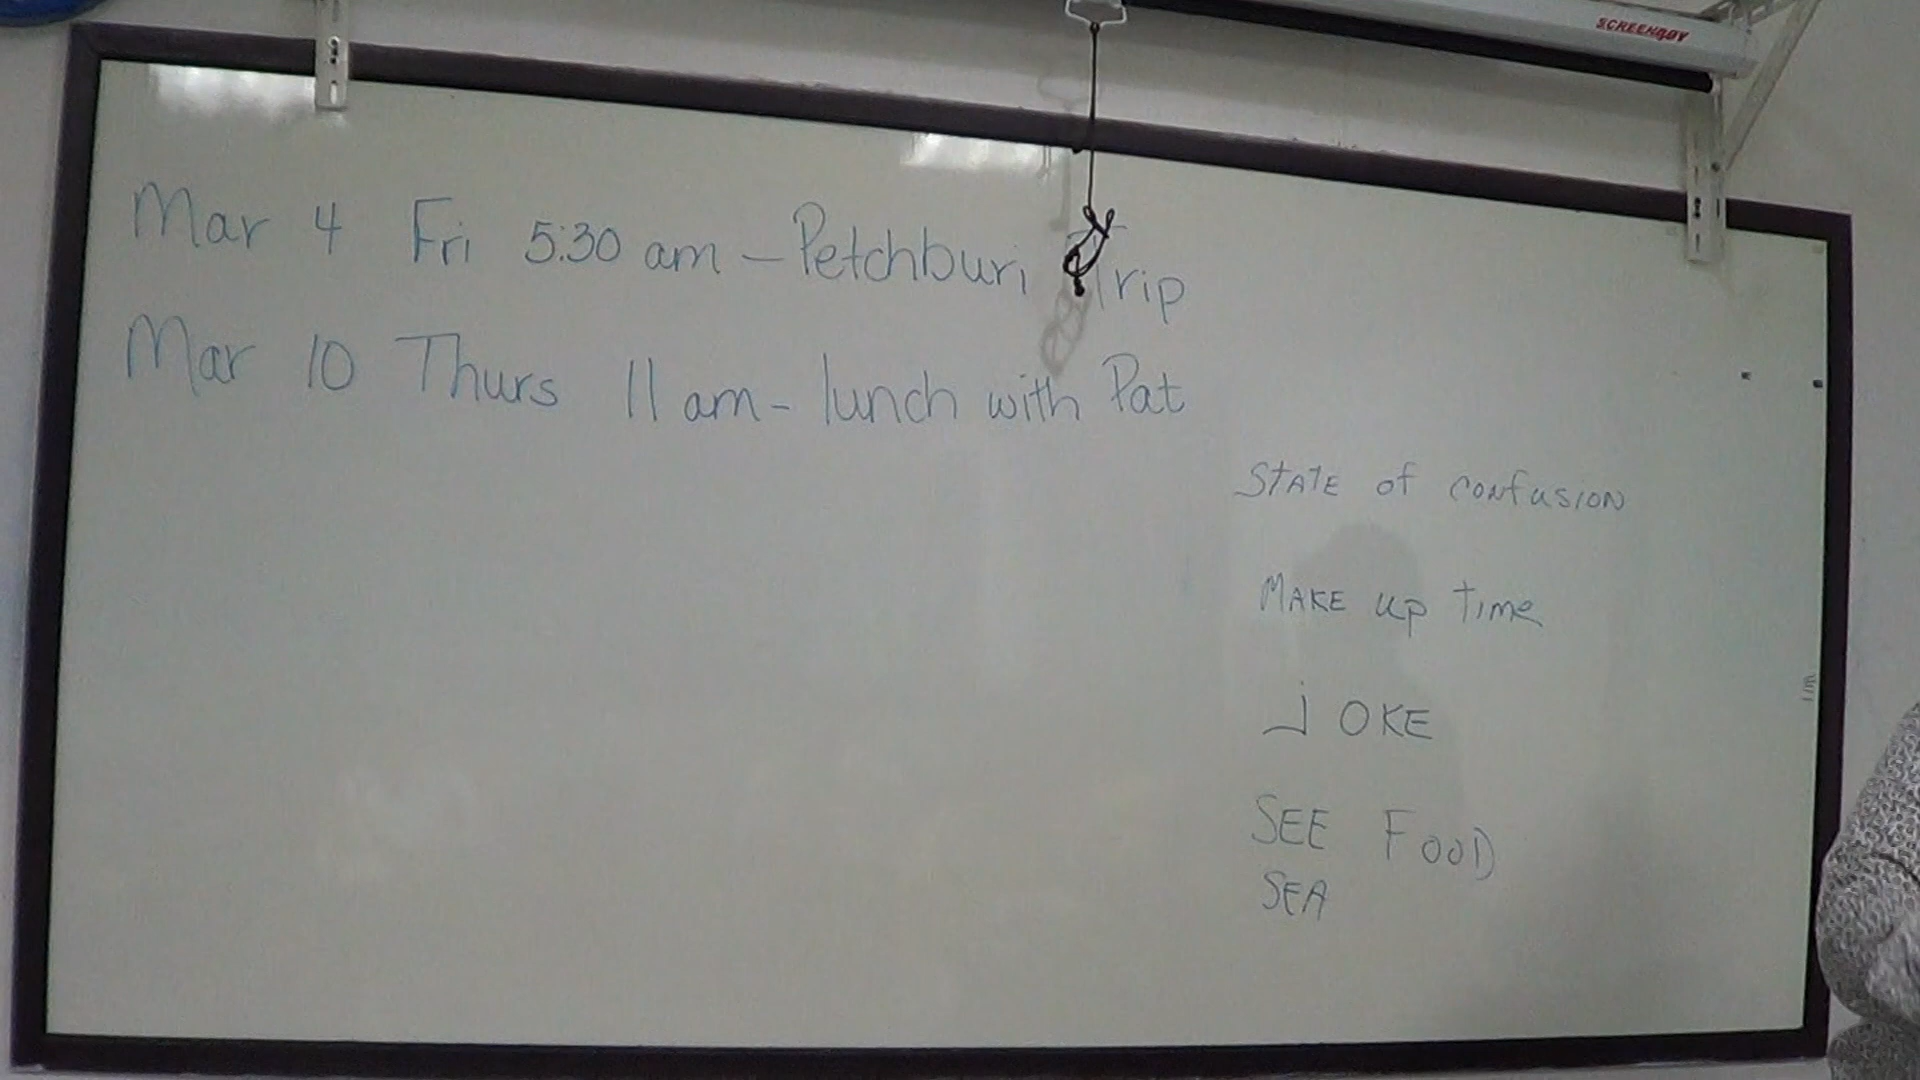 SCREENBOY
Mar 4 Fri 5:30 am – Petchburi Trip
Mar 10 Thurs 11 am – lunch with Pat
STATE of confusion
MAKE up Time
JOKE
SEE FOOD
SEA